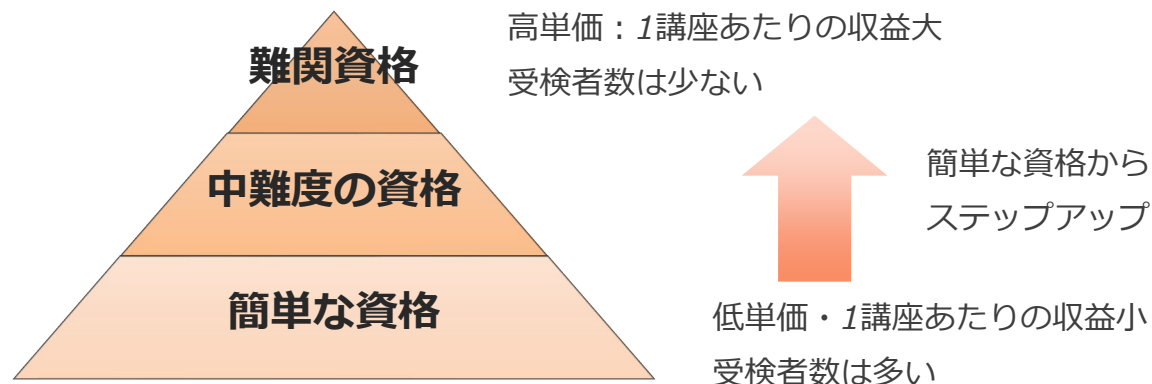 高単価：1講座あたりの収益大
受検者数は少ない
難関資格
中難度の資格
簡単な資格
簡単な資格から
ステップアップ
低単価・1講座あたりの収益小
受検者数は多い